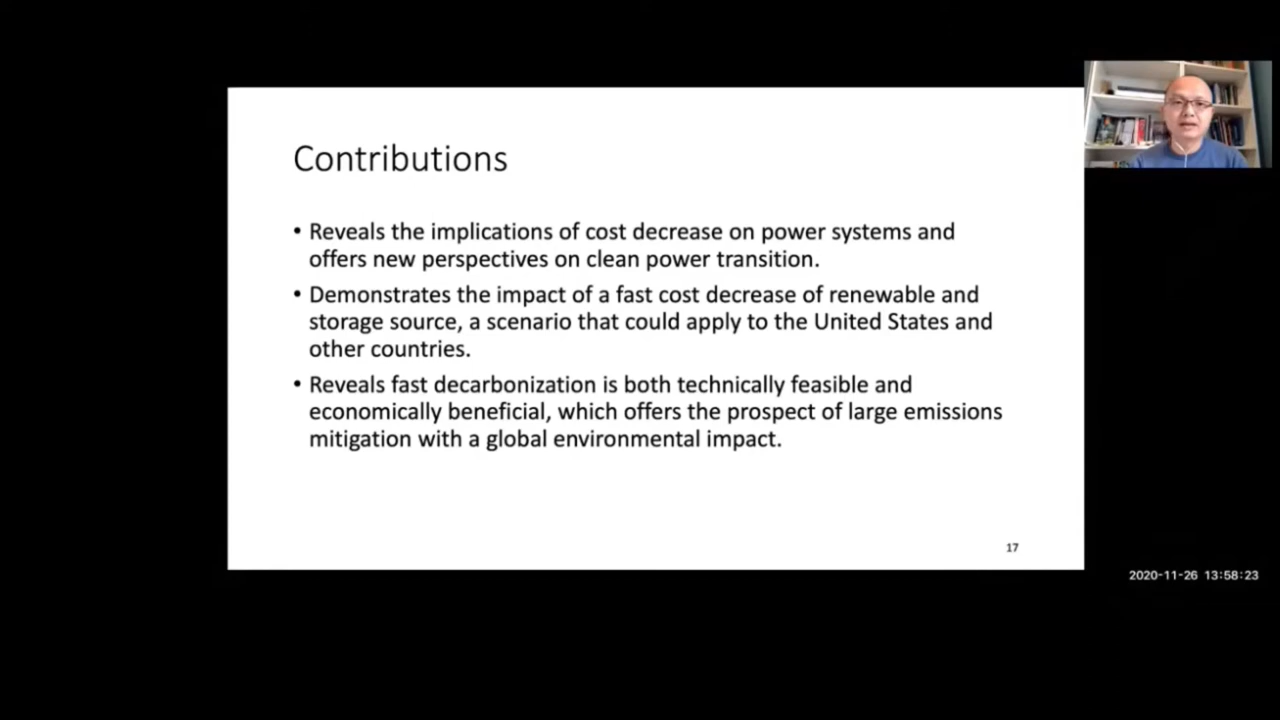 Contributions
• Reveals the implications of cost decrease on power systems and
offers new perspectives on clean power transition.
• Demonstrates the impact of a fast cost decrease of renewable and
storage source, a scenario that could apply to the United States and
other countries.
• Reveals fast decarbonization is both technically feasible and
economically beneficial, which offers the prospect of large emissions
mitigation with a global environmental impact.
17
2020-11-26 13:58:23